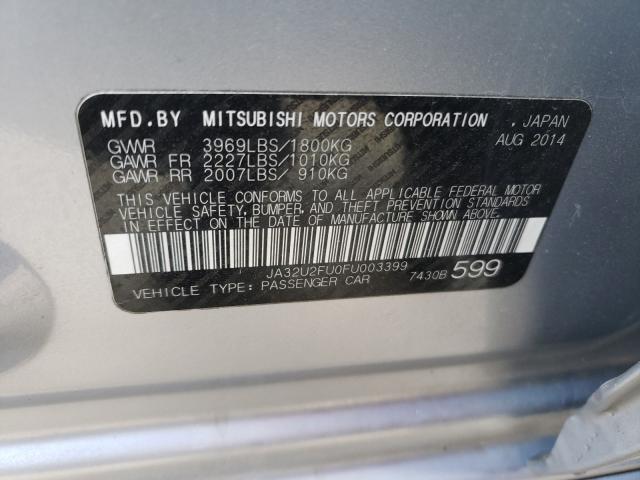 MFD.BY MITSUBISHI MOTORS CORPORATION , JAPAN
AUG 2014
GVWR 3969LBS/1800KG
GAWR FR 2227LBS/1010KG
GAWR RR 2007LBS/ 910KG
THIS VEHICLE CONFORMS TO ALL APPLICABLE FEDERAL MOTOR
VEHICLE SAFETY, BUMPER, AND THEFT PREVENTION STANDARDS
IN EFFECT ON THE DATE OF MANUFACTURE SHOWN ABOVE.
JA32U2FU0FU003399
7430B 599
VEHICLE TYPE: PASSENGER CAR